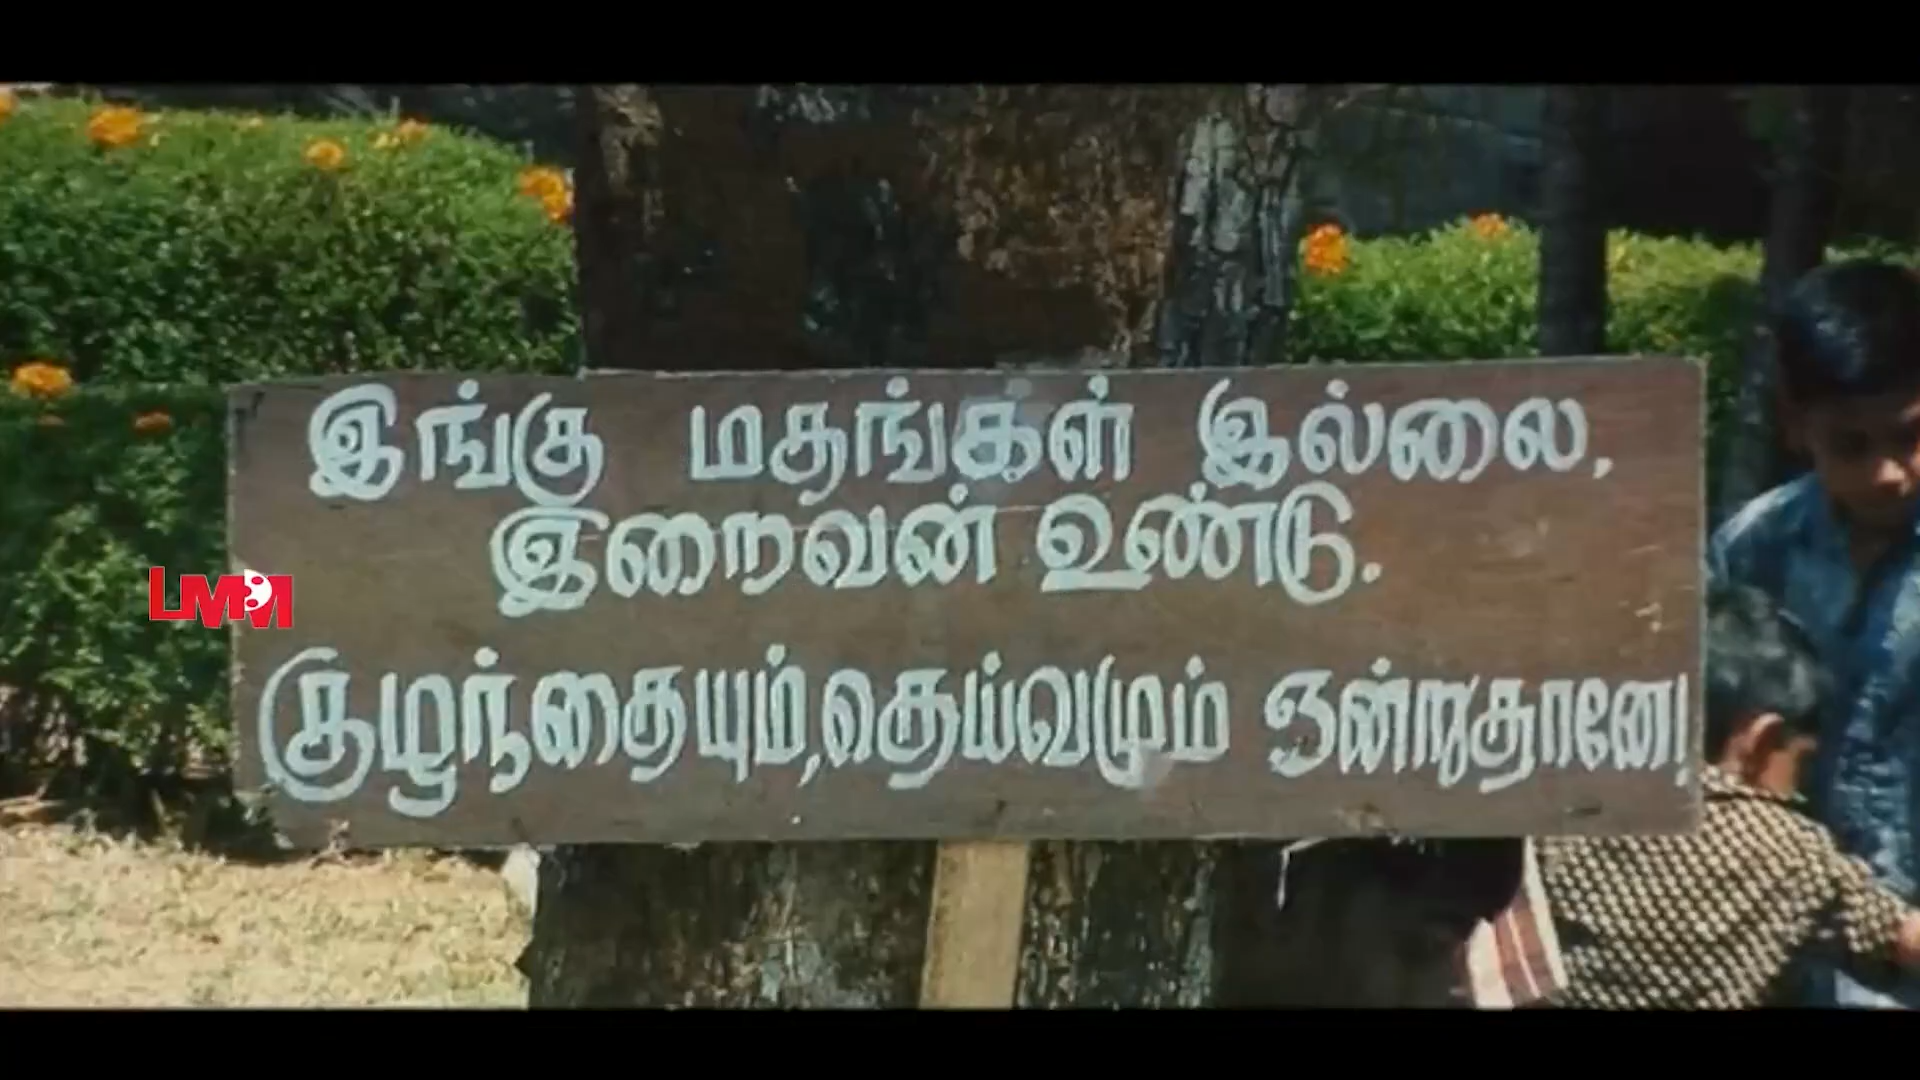 இங்கு மதங்கள் இல்லை,
இறைவன் உண்டு.
LMM
குழந்தையும்,தெய்வமும் ஒன்றுதானே!